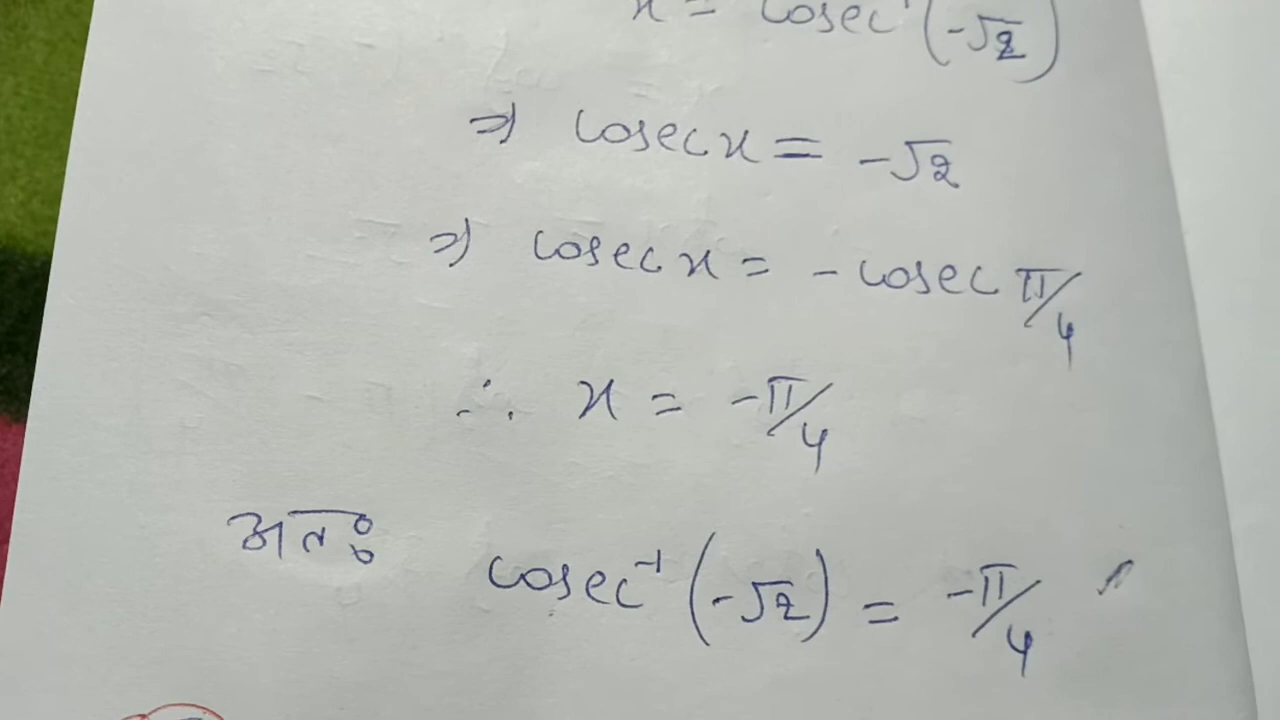 x = cosec⁻¹(-√2)
⇒ cosec x = -√2
⇒ cosec x = - cosec π/4
∴ x = -π/4
अतः cosec⁻¹(-√2) = -π/4